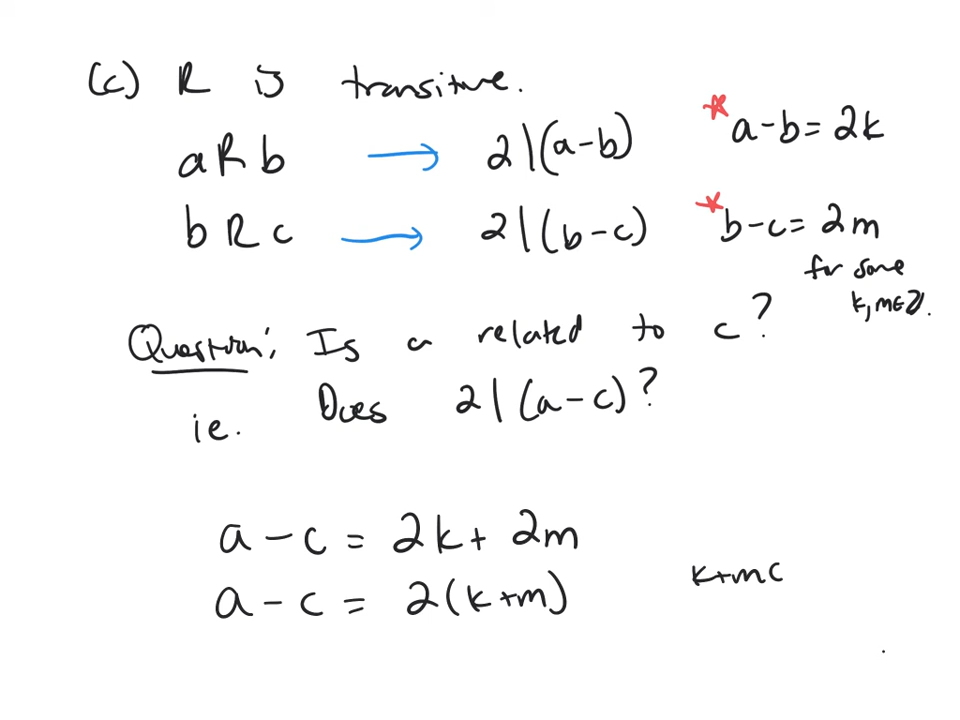 (c) R is transitive.
aRb → 2|(a-b) * a-b=2k
bRc → 2|(b-c) * b-c=2m
for some
k,m∈ℤ.
Question: Is a related to c?
ie. Does 2|(a-c)?
a-c = 2k+2m
a-c = 2(k+m) k+m c